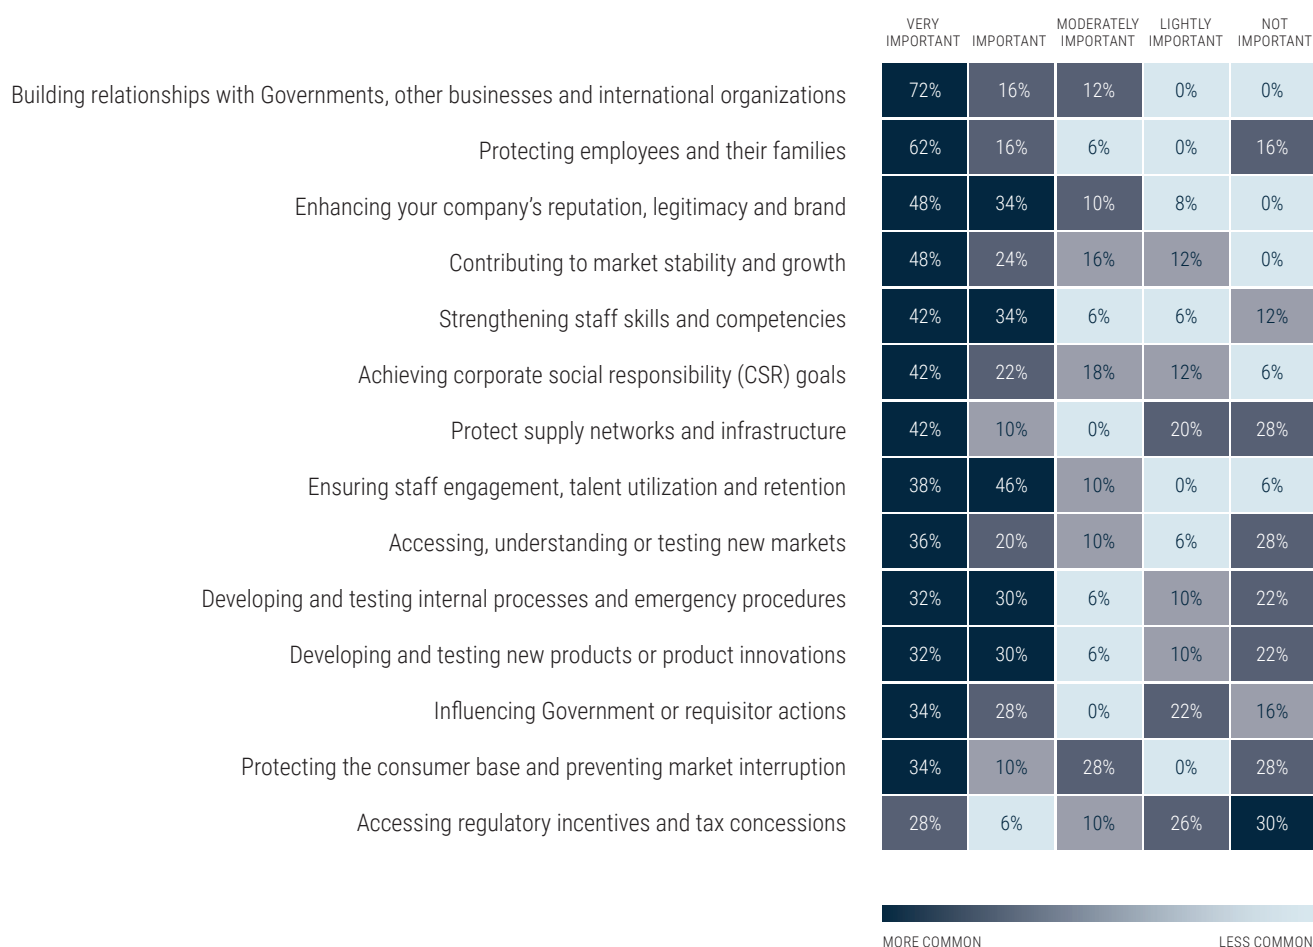 VERY IMPORTANT IMPORTANT MODERATELY IMPORTANT LIGHTLY IMPORTANT NOT IMPORTANT
Building relationships with Governments, other businesses and international organizations 72% 16% 12% 0% 0%
Protecting employees and their families 62% 16% 6% 0% 16%
Enhancing your company’s reputation, legitimacy and brand 48% 34% 10% 8% 0%
Contributing to market stability and growth 48% 24% 16% 12% 0%
Strengthening staff skills and competencies 42% 34% 6% 6% 12%
Achieving corporate social responsibility (CSR) goals 42% 22% 18% 12% 6%
Protect supply networks and infrastructure 42% 10% 0% 20% 28%
Ensuring staff engagement, talent utilization and retention 38% 46% 10% 0% 6%
Accessing, understanding or testing new markets 36% 20% 10% 6% 28%
Developing and testing internal processes and emergency procedures 32% 30% 6% 10% 22%
Developing and testing new products or product innovations 32% 30% 6% 10% 22%
Influencing Government or requisitor actions 34% 28% 0% 22% 16%
Protecting the consumer base and preventing market interruption 34% 10% 28% 0% 28%
Accessing regulatory incentives and tax concessions 28% 6% 10% 26% 30%
MORE COMMON LESS COMMON